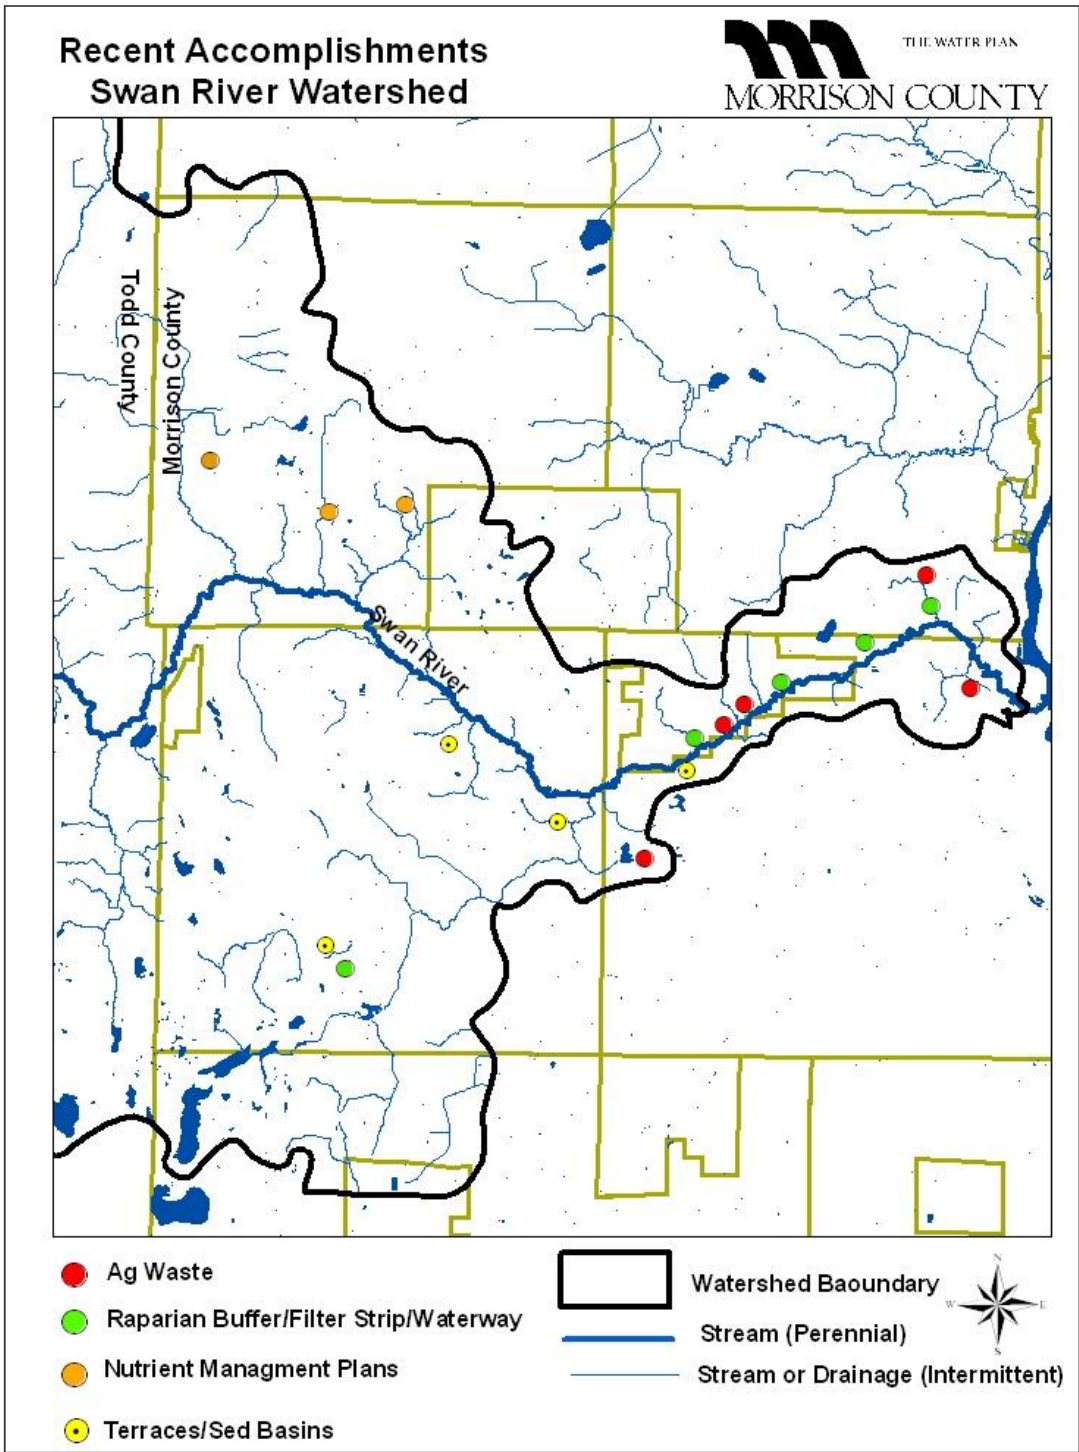 Recent Accomplishments
Swan River Watershed
THE WATER PLAN
MORRISON COUNTY
Todd County
Morrison County
Swan River
Ag Waste
Raparian Buffer/Filter Strip/Waterway
Nutrient Managment Plans
Terraces/Sed Basins
Watershed Baoundary
Stream (Perennial)
Stream or Drainage (Intermittent)
N
W
E
S